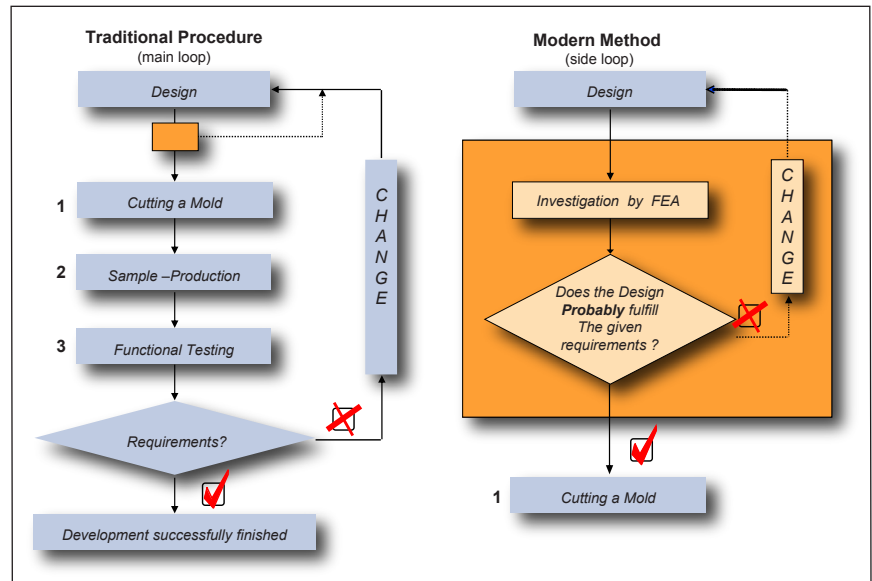 Traditional Procedure
(main loop)
Design
1
Cutting a Mold
2
Sample –Production
3
Functional Testing
Requirements?
Development successfully finished
C
H
A
N
G
E
Modern Method
(side loop)
Design
Investigation by FEA
Does the Design
Probably fulfill
The given
requirements ?
C
H
A
N
G
E
1
Cutting a Mold